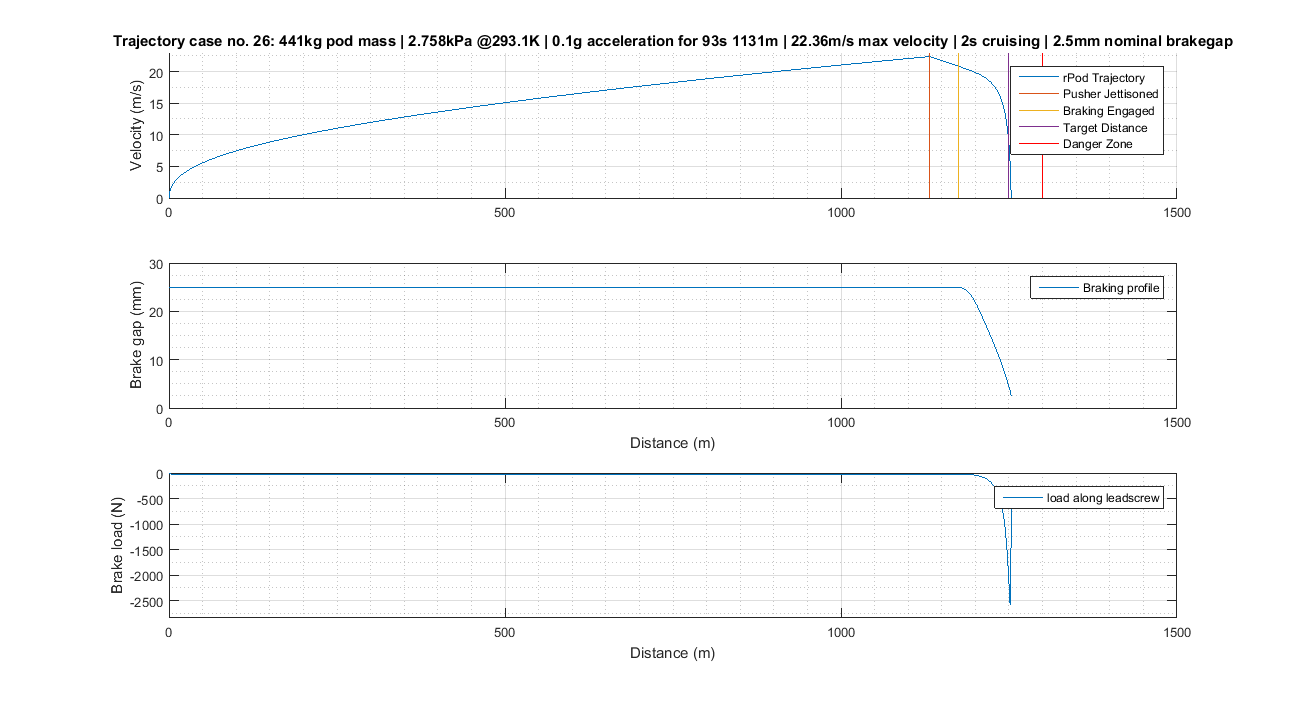 Trajectory case no. 26: 441kg pod mass | 2.758kPa @293.1K | 0.1g acceleration for 93s 1131m | 22.36m/s max velocity | 2s cruising | 2.5mm nominal brakegap
Velocity (m/s)
20
15
10
5
0
rPod Trajectory
Pusher Jettisoned
Braking Engaged
Target Distance
Danger Zone
0 500 1000 1500
Brake gap (mm)
30
20
10
0
Braking profile
0 500 1000 1500
Distance (m)
Brake load (N)
0
-500
-1000
-1500
-2000
-2500
load along leadscrew
0 500 1000 1500
Distance (m)